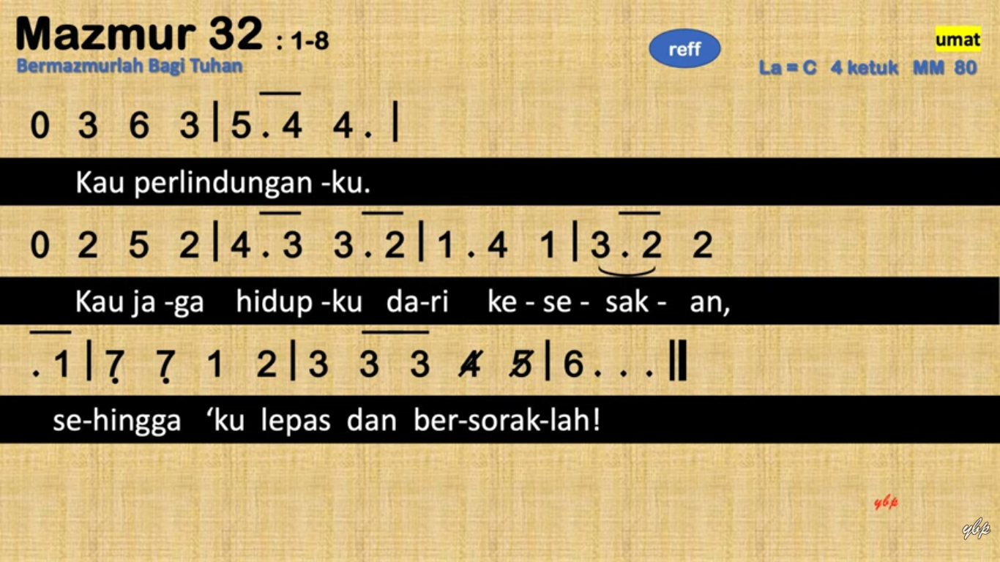 Mazmur 32 : 1-8
reff
umat
Bermazmurlah Bagi Tuhan
La = C 4 ketuk MM 80
0 3 6 3 | 5 . 4 4 . |
Kau perlindungan -ku.
0 2 5 2 | 4 . 3 3 . 2 | 1 . 4 1 | 3 . 2 2
Kau ja -ga hidup -ku da-ri ke - se - sak - an,
. 1 | 7̣ 7̣ 1 2 | 3 3 3 4̸ 5̸ | 6 . . . ||
se-hingga ‘ku lepas dan ber-sorak-lah!
ybp
ybp